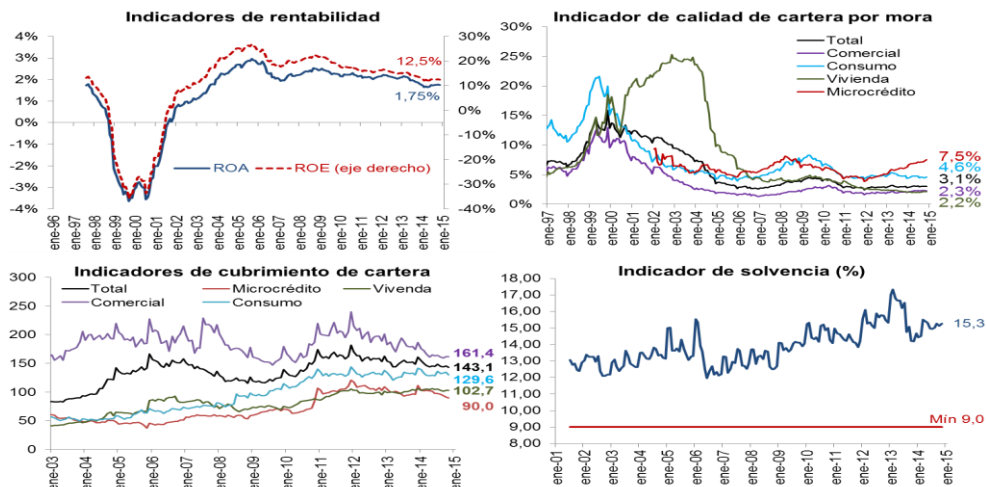 Indicadores de rentabilidad
4%
3%
2%
1%
0%
-1%
-2%
-3%
-4%
30%
20%
10%
0%
-10%
-20%
-30%
-40%
12,5%
1,75%
ROA
ROE (eje derecho)
ene-96
ene-97
ene-98
ene-99
ene-00
ene-01
ene-02
ene-03
ene-04
ene-05
ene-06
ene-07
ene-08
ene-09
ene-10
ene-11
ene-12
ene-13
ene-14
ene-15
Indicador de calidad de cartera por mora
30%
25%
20%
15%
10%
5%
0%
Total
Comercial
Consumo
Vivienda
Microcrédito
7,5%
4,6%
3,1%
2,3%
2,2%
ene-97
ene-98
ene-99
ene-00
ene-01
ene-02
ene-03
ene-04
ene-05
ene-06
ene-07
ene-08
ene-09
ene-10
ene-11
ene-12
ene-13
ene-14
ene-15
Indicadores de cubrimiento de cartera
300
250
200
150
100
50
0
Total
Microcrédito
Vivenda
Comercial
Consumo
161,4
143,1
129,6
102,7
90,0
ene-03
ene-04
ene-05
ene-06
ene-07
ene-08
ene-09
ene-10
ene-11
ene-12
ene-13
ene-14
ene-15
Indicador de solvencia (%)
18,00
17,00
16,00
15,00
14,00
13,00
12,00
11,00
10,00
9,00
8,00
15,3
Mín 9,0
ene-01
ene-02
ene-03
ene-04
ene-05
ene-06
ene-07
ene-08
ene-09
ene-10
ene-11
ene-12
ene-13
ene-14
ene-15